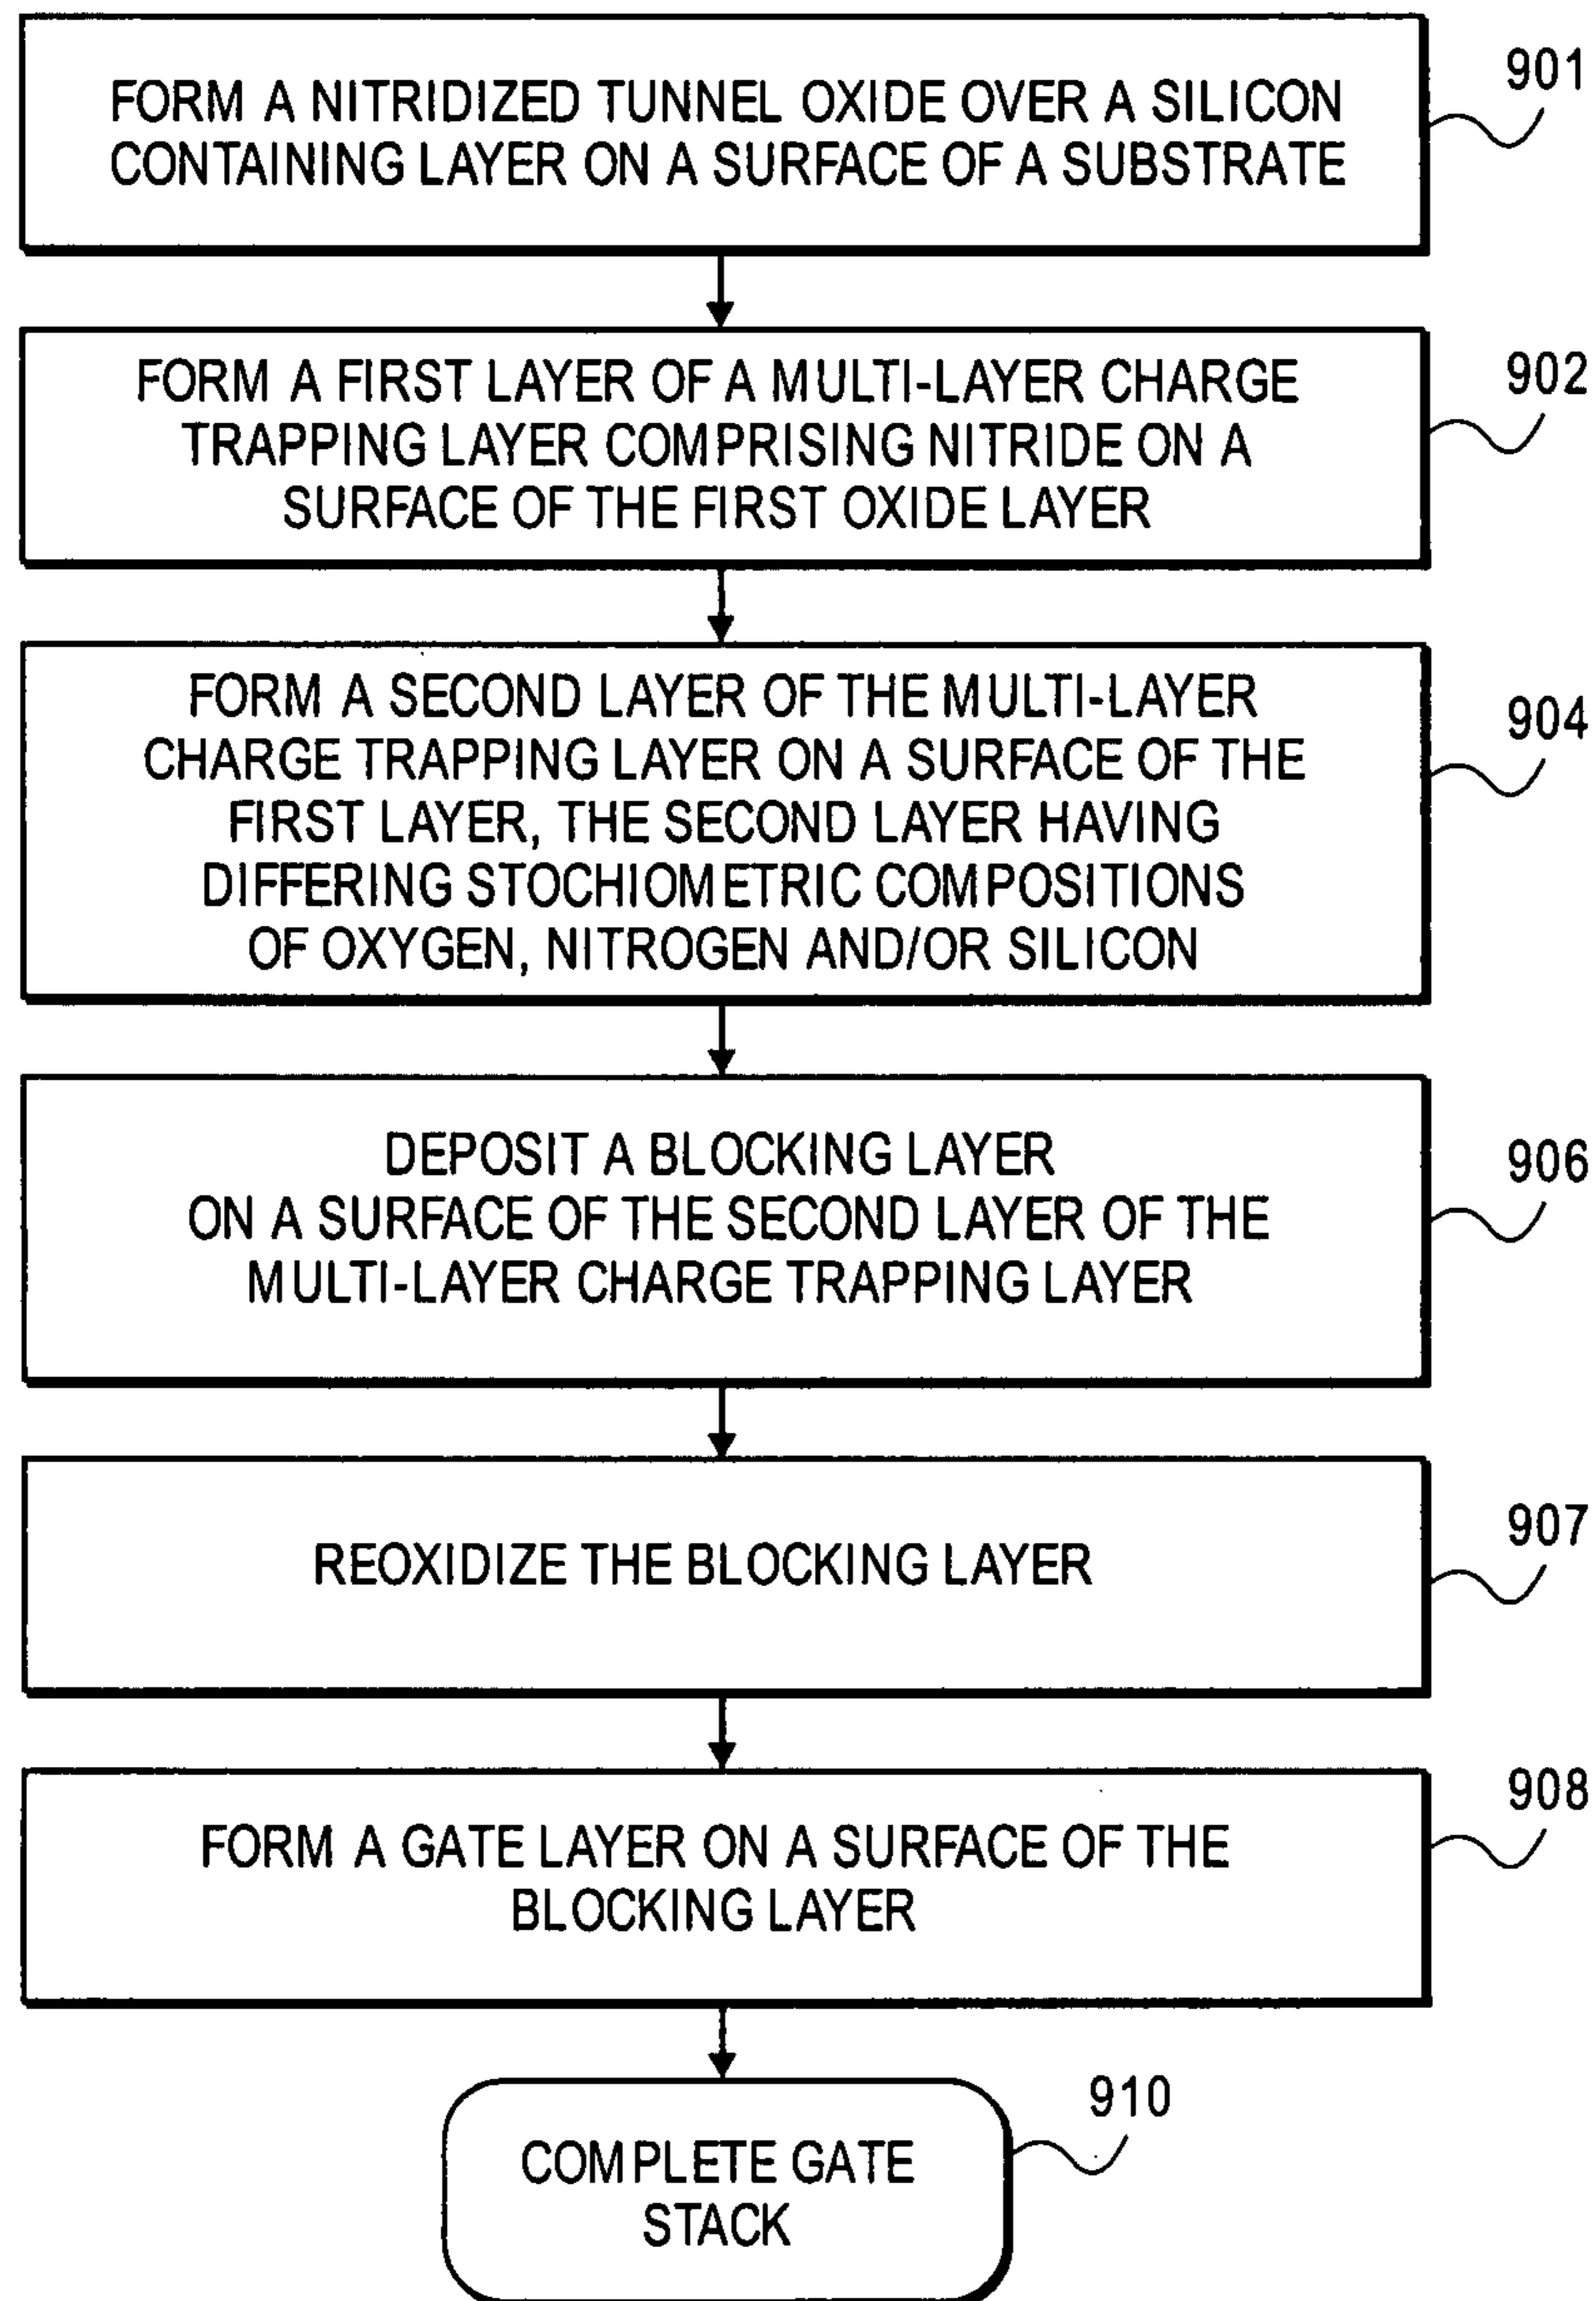 FORM A NITRIDIZED TUNNEL OXIDE OVER A SILICON
CONTAINING LAYER ON A SURFACE OF A SUBSTRATE
901
FORM A FIRST LAYER OF A MULTI-LAYER CHARGE
TRAPPING LAYER COMPRISING NITRIDE ON A
SURFACE OF THE FIRST OXIDE LAYER
902
FORM A SECOND LAYER OF THE MULTI-LAYER
CHARGE TRAPPING LAYER ON A SURFACE OF THE
FIRST LAYER, THE SECOND LAYER HAVING
DIFFERING STOCHIOMETRIC COMPOSITIONS
OF OXYGEN, NITROGEN AND/OR SILICON
904
DEPOSIT A BLOCKING LAYER
ON A SURFACE OF THE SECOND LAYER OF THE
MULTI-LAYER CHARGE TRAPPING LAYER
906
REOXIDIZE THE BLOCKING LAYER
907
FORM A GATE LAYER ON A SURFACE OF THE
BLOCKING LAYER
908
COMPLETE GATE
STACK
910